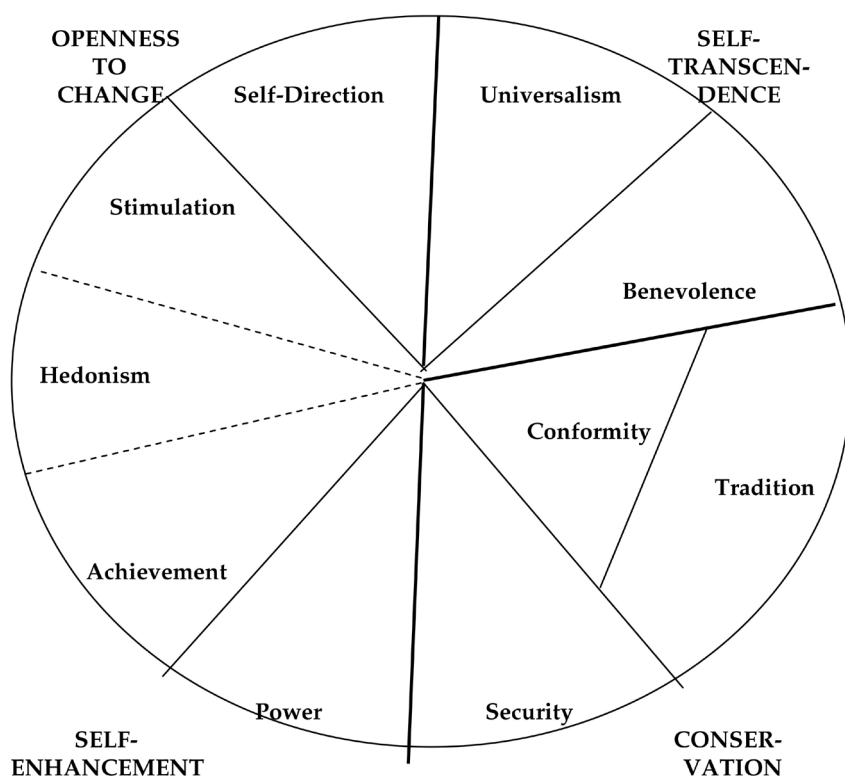 OPENNESS
TO
CHANGE
SELF-
TRANSCEN-
DENCE
Self-Direction
Universalism
Stimulation
Benevolence
Hedonism
Conformity
Tradition
Achievement
Power
Security
SELF-
ENHANCEMENT
CONSER-
VATION